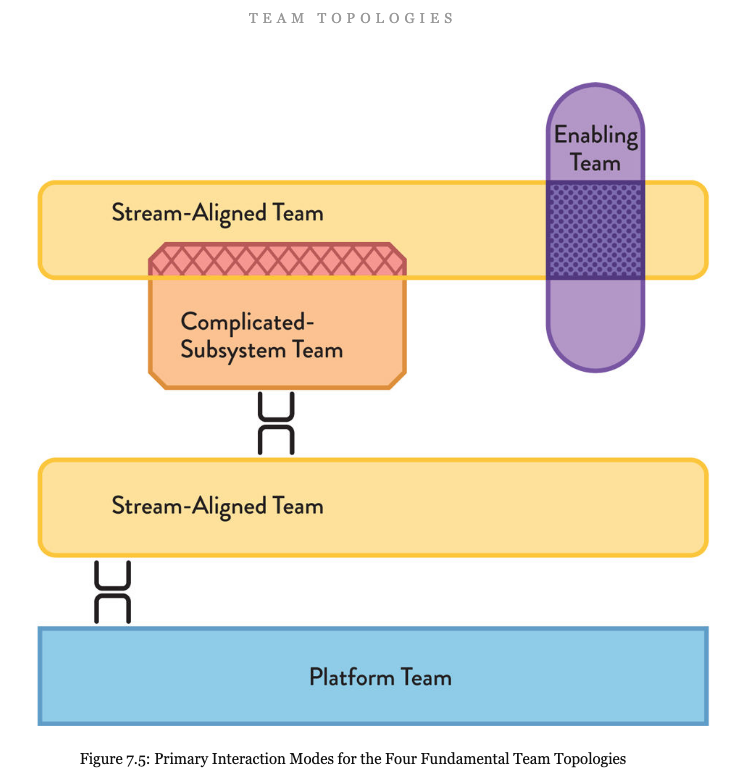 TEAM TOPOLOGIES
Enabling
Team
Stream-Aligned Team
Complicated-
Subsystem Team
Stream-Aligned Team
Platform Team
Figure 7.5: Primary Interaction Modes for the Four Fundamental Team Topologies